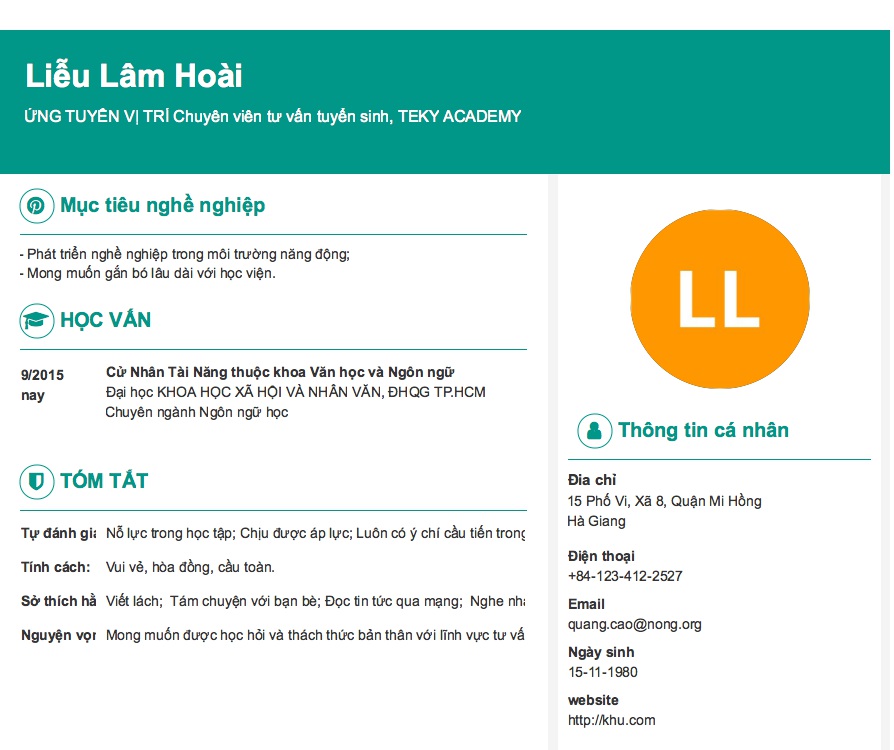 Liễu Lâm Hoài
ỨNG TUYỂN VỊ TRÍ Chuyên viên tư vấn tuyển sinh, TEKY ACADEMY
Mục tiêu nghề nghiệp
- Phát triển nghề nghiệp trong môi trường năng động;
- Mong muốn gắn bó lâu dài với học viện.
HỌC VẤN
9/2015
nay
Cử Nhân Tài Năng thuộc khoa Văn học và Ngôn ngữ
Đại học KHOA HỌC XÃ HỘI VÀ NHÂN VĂN, ĐHQG TP.HCM
Chuyên ngành Ngôn ngữ học
TÓM TẮT
Tự đánh Nỗ lực trong học tập; Chịu được áp lực; Luôn có ý chí cầu tiến
Tính cách: Vui vẻ, hòa đồng, cầu toàn.
Sở thích Viết lách; Tám chuyện với bạn bè; Đọc tin tức qua mạng; Nghe
Nguyện Mong muốn được học hỏi và thách thức bản thân với lĩnh vực tư
LL
Thông tin cá nhân
Đia chỉ
15 Phố Vi, Xã 8, Quận Mi Hồng
Hà Giang
Điện thoại
+84-123-412-2527
Email
quang.cao@nong.org
Ngày sinh
15-11-1980
website
http://khu.com